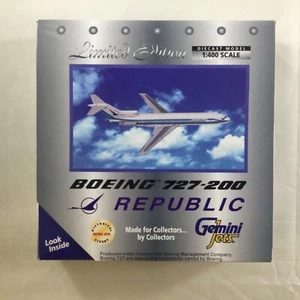 Limited Edition
DIECAST MODEL
1:400 SCALE
BOEING 727-200
REPUBLIC
Made for Collectors...
by Collectors
Gemini
Jets
Look
Inside